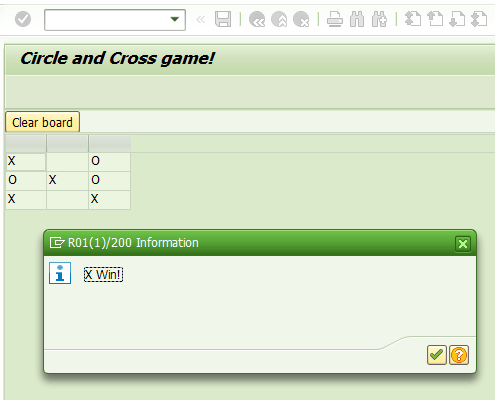 Circle and Cross game!
Clear board
X O
O X O
X X
R01(1)/200 Information
X Win!